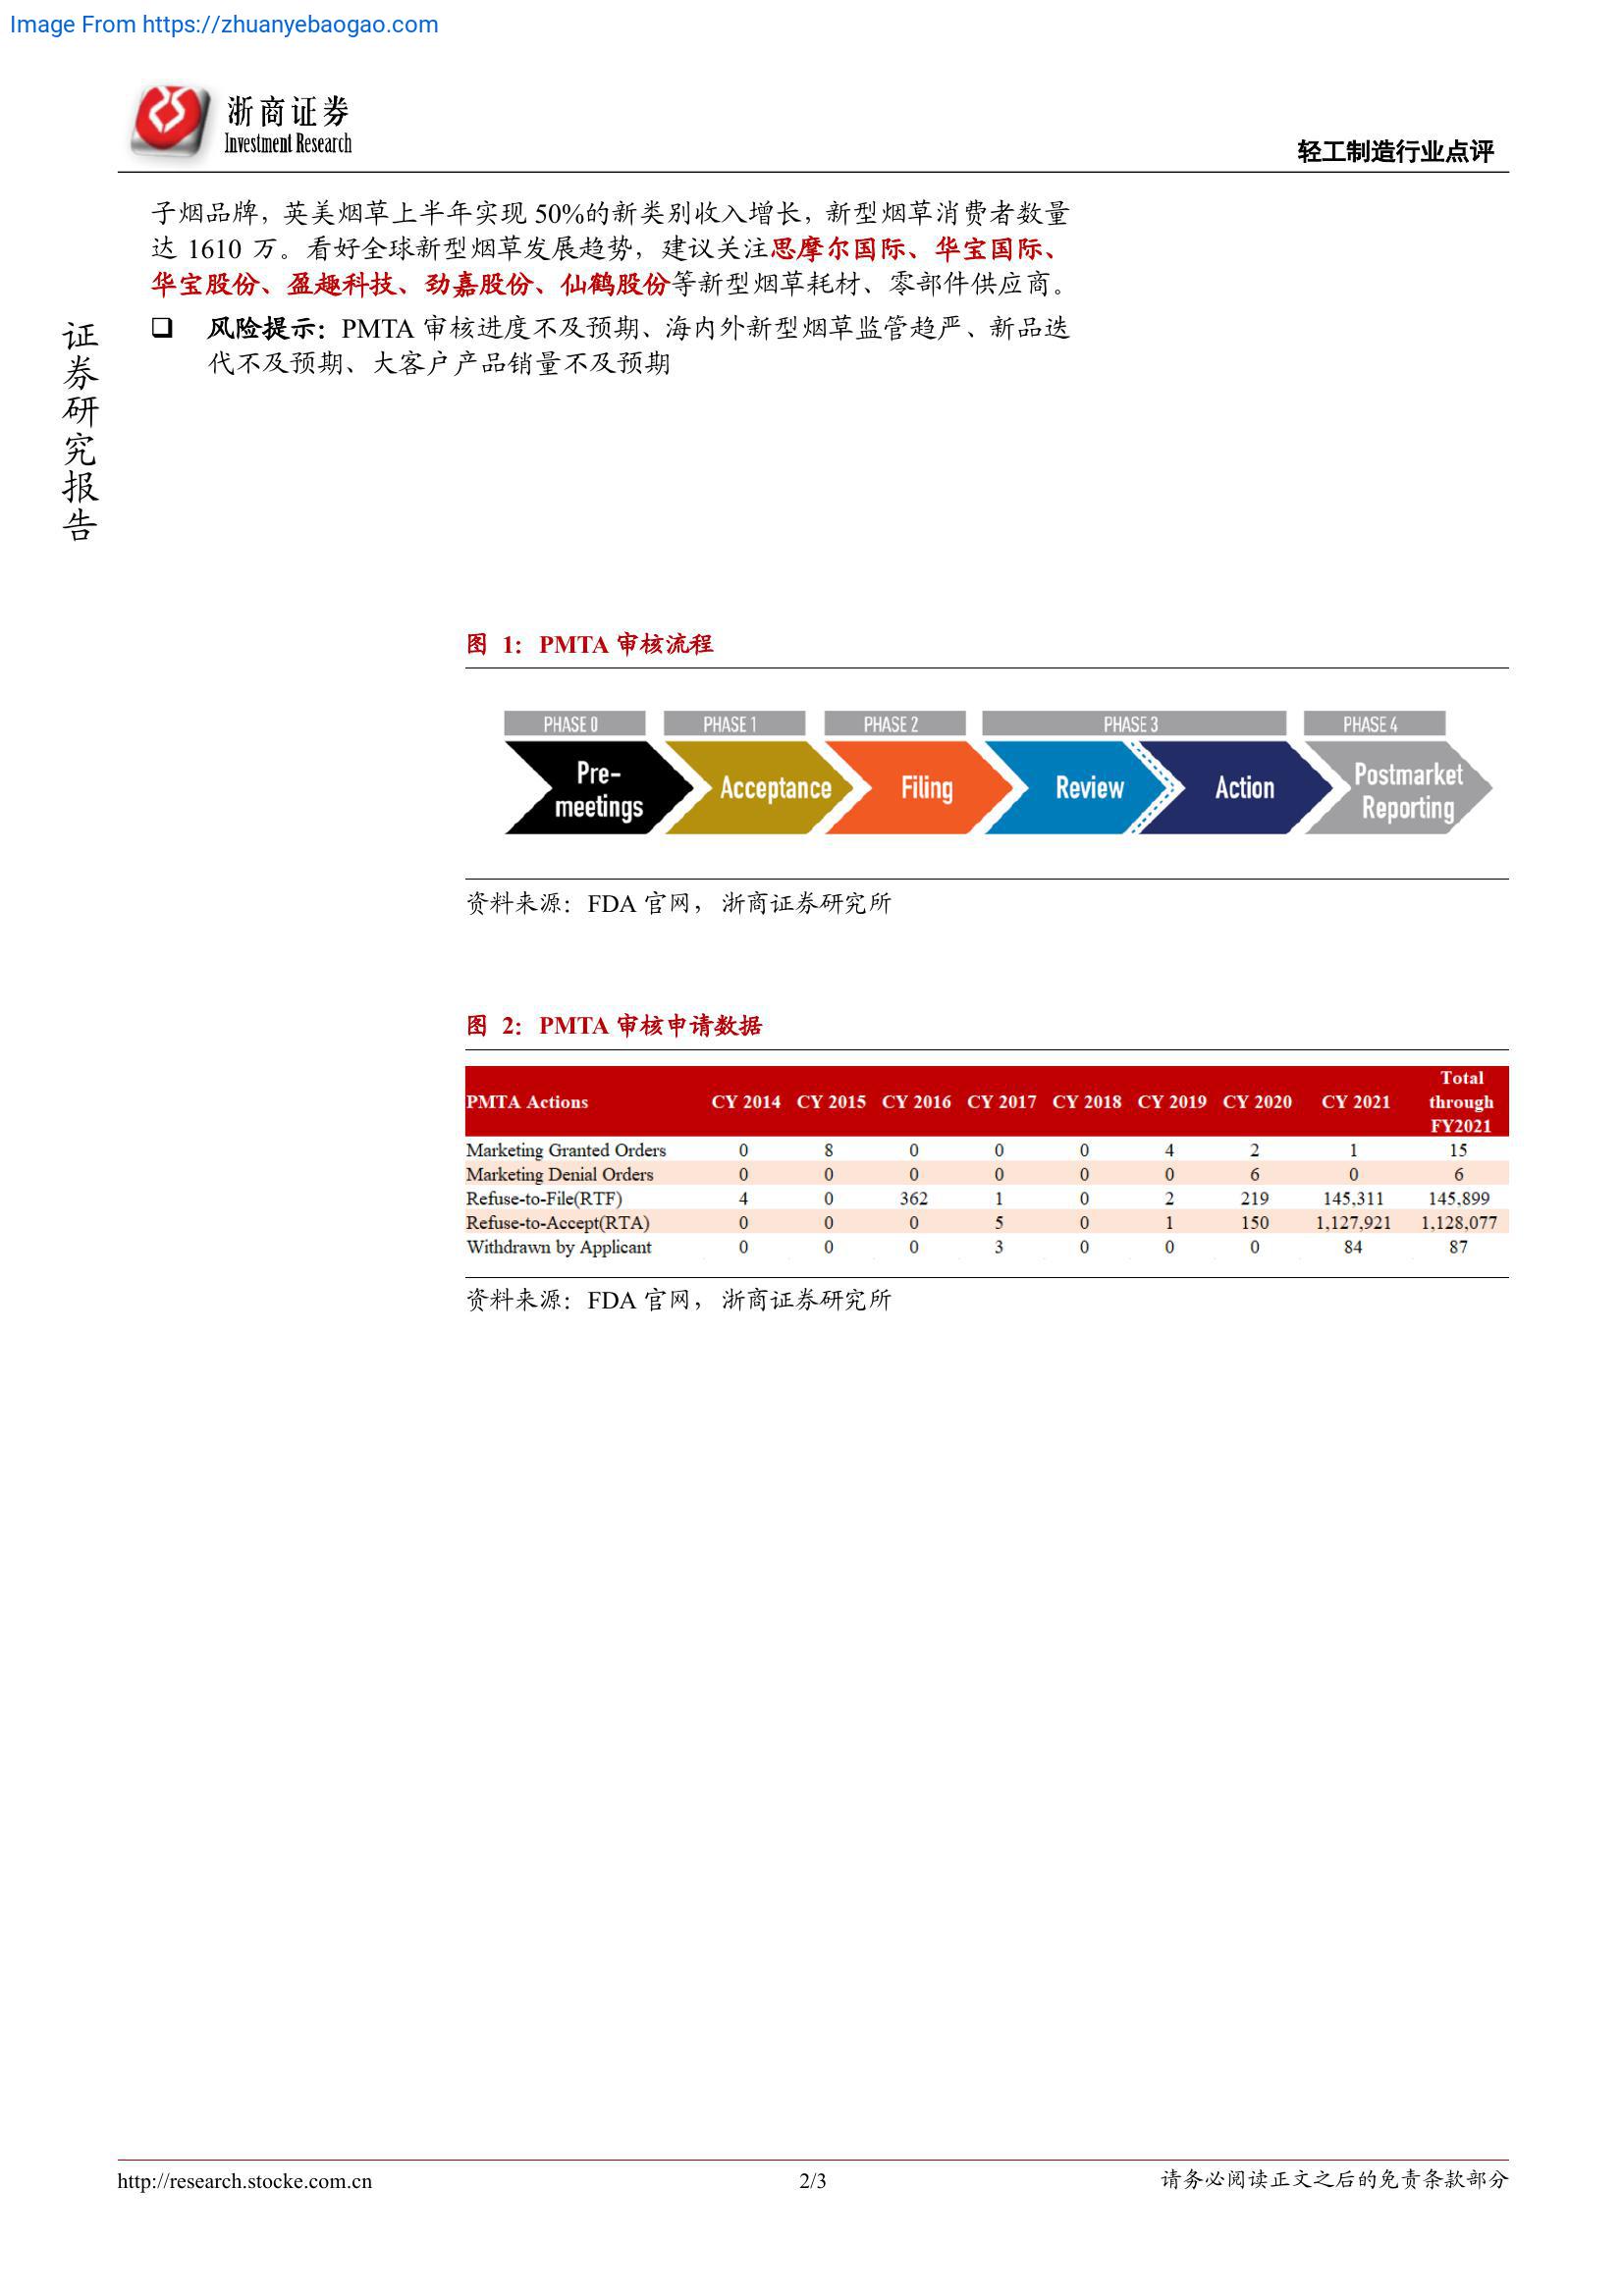 Image From https://zhuanyebaogao.com
浙商证券
Investment Research
轻工制造行业点评
证券研究报告
子烟品牌，英美烟草上半年实现 50%的新类别收入增长，新型烟草消费者数量
达 1610 万。看好全球新型烟草发展趋势，建议关注思摩尔国际、华宝国际、
华宝股份、盈趣科技、劲嘉股份、仙鹤股份等新型烟草耗材、零部件供应商。
❑ 风险提示：PMTA 审核进度不及预期、海内外新型烟草监管趋严、新品迭
代不及预期、大客户产品销量不及预期
图 1：PMTA 审核流程
PHASE 0 PHASE 1 PHASE 2 PHASE 3 PHASE 4
Pre-
meetings
Acceptance
Filing
Review
Action
Postmarket
Reporting
资料来源：FDA 官网， 浙商证券研究所
图 2：PMTA 审核申请数据
PMTA Actions CY 2014 CY 2015 CY 2016 CY 2017 CY 2018 CY 2019 CY 2020 CY 2021 Total through FY2021
Marketing Granted Orders 0 8 0 0 0 4 2 1 15
Marketing Denial Orders 0 0 0 0 0 0 6 0 6
Refuse-to-File(RTF) 4 0 362 1 0 2 219 145,311 145,899
Refuse-to-Accept(RTA) 0 0 0 5 0 1 150 1,127,921 1,128,077
Withdrawn by Applicant 0 0 0 3 0 0 0 84 87
资料来源：FDA 官网， 浙商证券研究所
http://research.stocke.com.cn 2/3 请务必阅读正文之后的免责条款部分